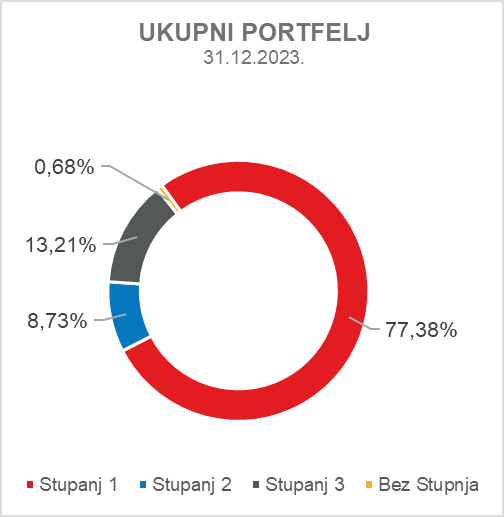 UKUPNI PORTFELJ
31.12.2023.
0,68%
13,21%
8,73%
77,38%
Stupanj 1 Stupanj 2 Stupanj 3 Bez Stupnja